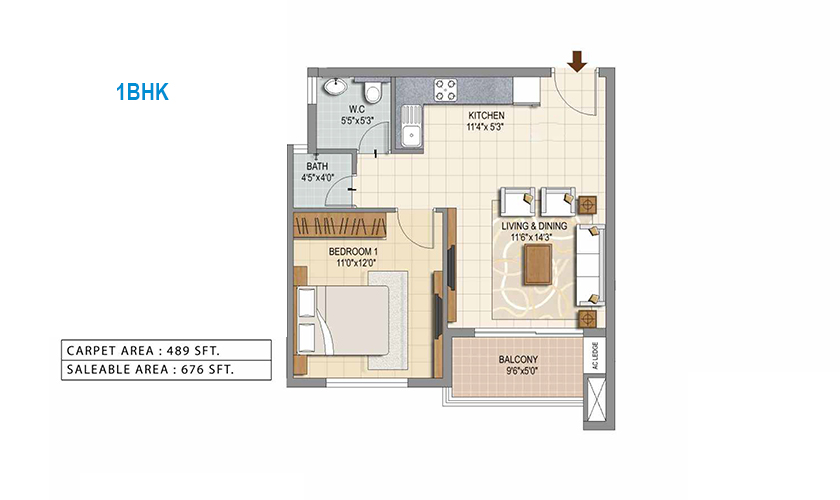 1BHK
W.C
5'5"x5'3"
KITCHEN
11'4"x 5'3"
BATH
4'5"x4'0"
LIVING & DINING
11'6"x 14'3"
BEDROOM 1
11'0"x12'0"
CARPET AREA : 489 SFT.
SALEABLE AREA : 676 SFT.
BALCONY
9'6"x5'0"
AC LEDGE